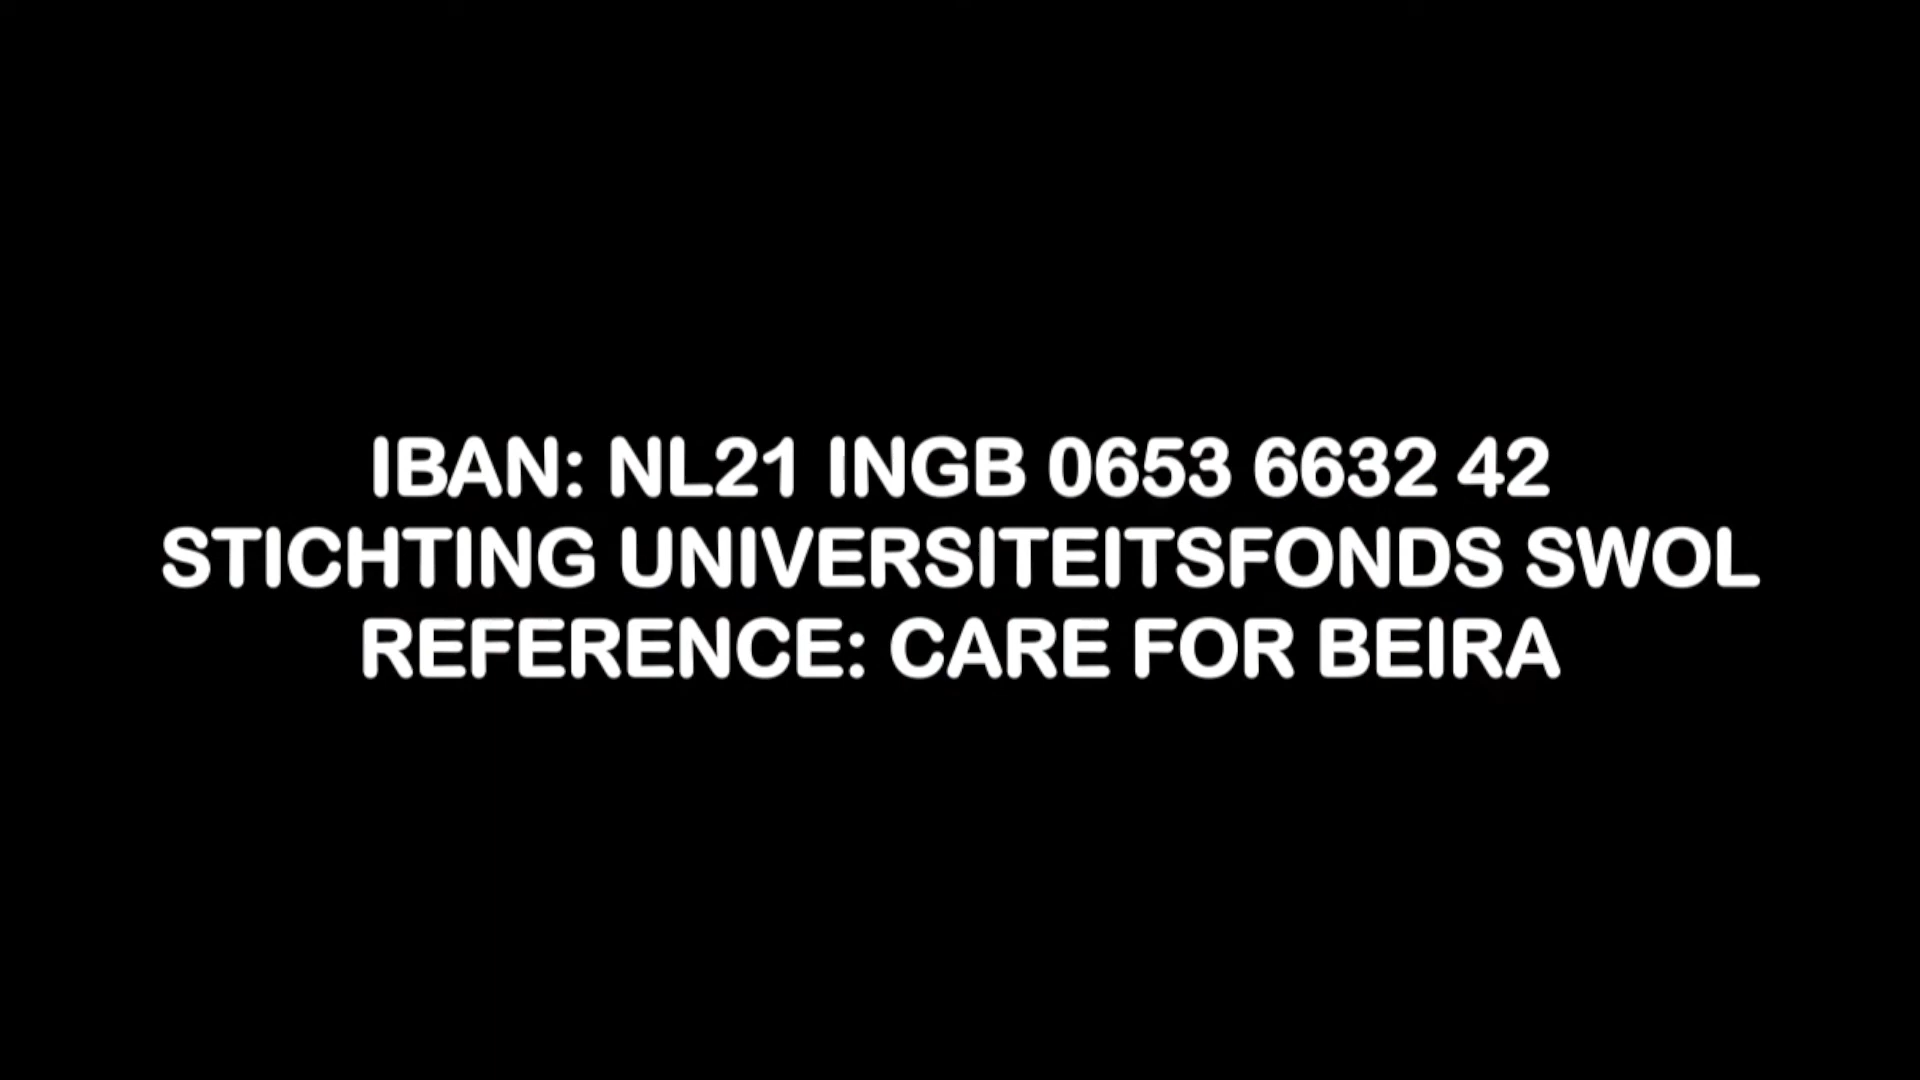 IBAN: NL21 INGB 0653 6632 42
STICHTING UNIVERSITEITSFONDS SWOL
REFERENCE: CARE FOR BEIRA